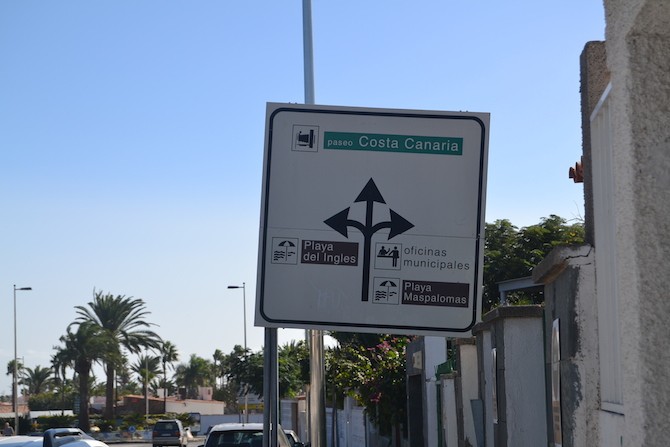 paseo Costa Canaria
Playa
del Ingles
oficinas
municipales
Playa
Maspalomas